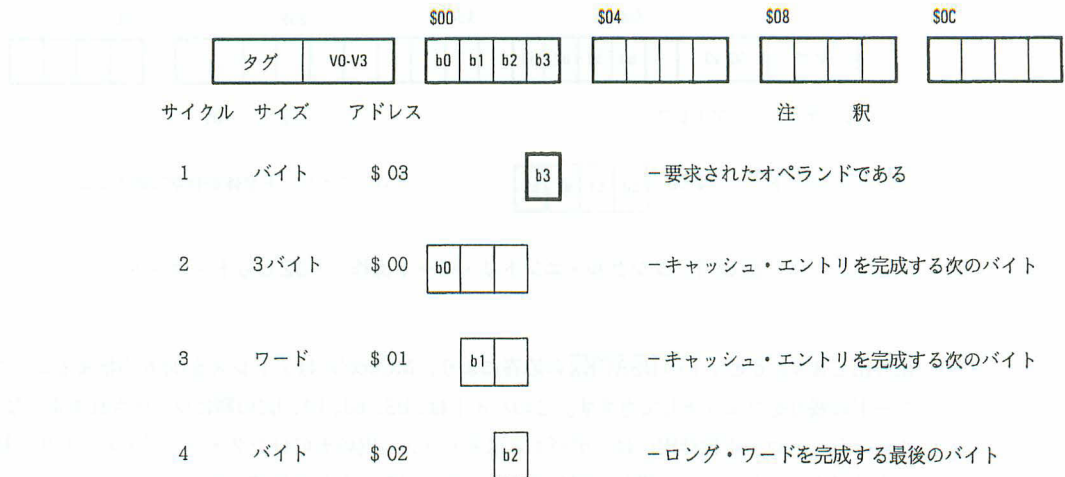 $00 $04 $08 $0C
タグ V0-V3 b0 b1 b2 b3
サイクル サイズ アドレス 注 釈
1 バイト $ 03 b3 −要求されたオペランドである
2 3バイト $ 00 b0 −キャッシュ・エントリを完成する次のバイト
3 ワード $ 01 b1 −キャッシュ・エントリを完成する次のバイト
4 バイト $ 02 b2 −ロング・ワードを完成する最後のバイト